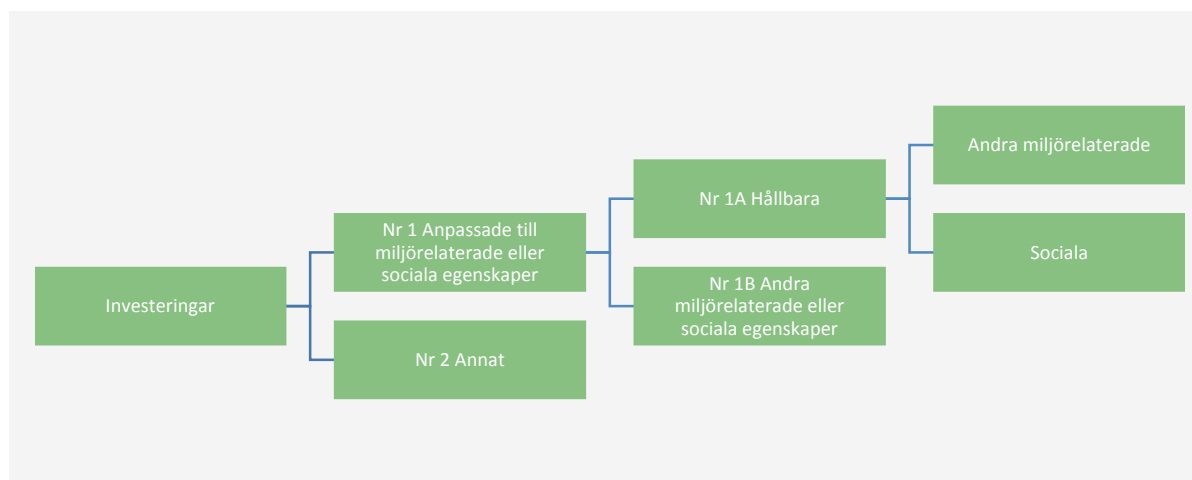 Investeringar
Nr 1 Anpassade till
miljörelaterade eller
sociala egenskaper
Nr 2 Annat
Nr 1A Hållbara
Nr 1B Andra
miljörelaterade eller
sociala egenskaper
Andra miljörelaterade
Sociala